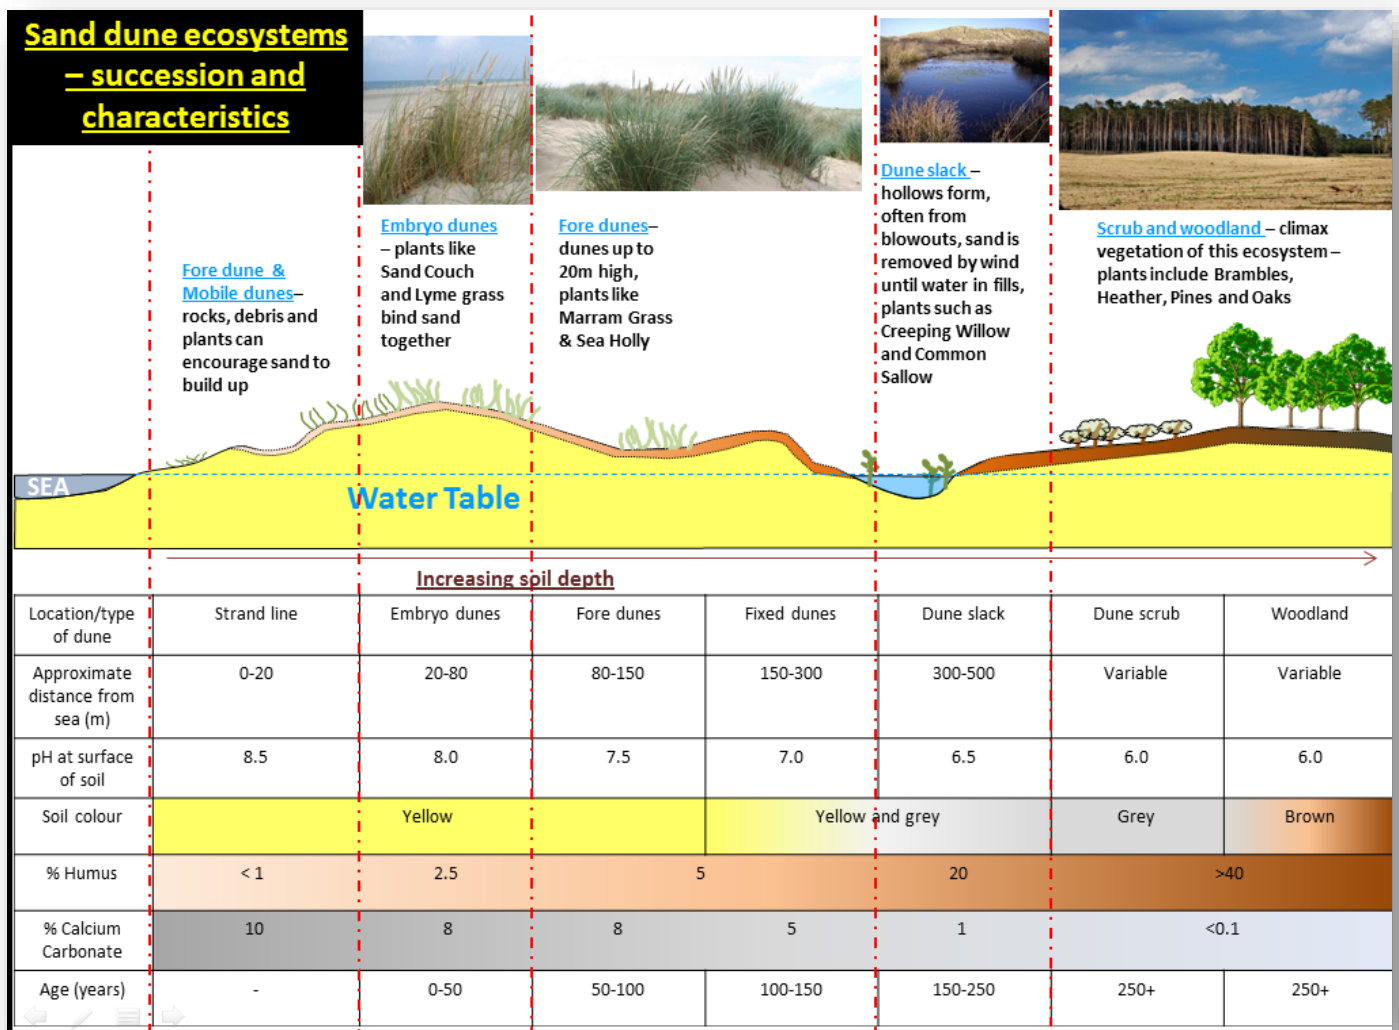 Sand dune ecosystems
– succession and
characteristics
Fore dune &
Mobile dunes–
rocks, debris and
plants can
encourage sand to
build up
Embryo dunes
– plants like
Sand Couch
and Lyme grass
bind sand
together
Fore dunes–
dunes up to
20m high,
plants like
Marram Grass
& Sea Holly
Dune slack –
hollows form,
often from
blowouts, sand is
removed by wind
until water in fills,
plants such as
Creeping Willow
and Common
Sallow
Scrub and woodland – climax
vegetation of this ecosystem –
plants include Brambles,
Heather, Pines and Oaks
SEA
Water Table
Increasing soil depth
Location/type
of dune
Strand line
Embryo dunes
Fore dunes
Fixed dunes
Dune slack
Dune scrub
Woodland
Approximate
distance from
sea (m)
0-20
20-80
80-150
150-300
300-500
Variable
Variable
pH at surface
of soil
8.5
8.0
7.5
7.0
6.5
6.0
6.0
Soil colour
Yellow
Yellow and grey
Grey
Brown
% Humus
< 1
2.5
5
20
>40
% Calcium
Carbonate
10
8
8
5
1
<0.1
Age (years)
-
0-50
50-100
100-150
150-250
250+
250+